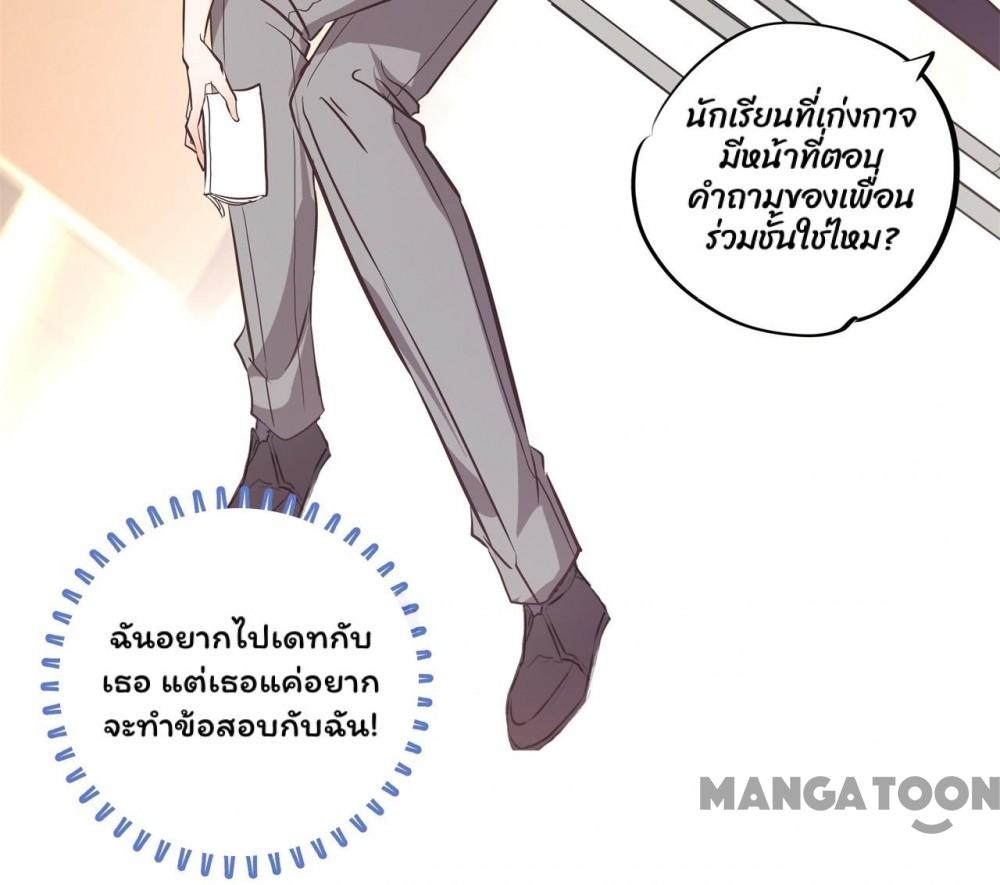 นักเรียนที่เก่งกาจ
มีหน้าที่ตอบ
คำถามของเพื่อน
ร่วมชั้นใช่ไหม?
ฉันอยากไปเดทกับ
เธอ แต่เธอแค่อยาก
จะทำข้อสอบกับฉัน!
MANGATOON